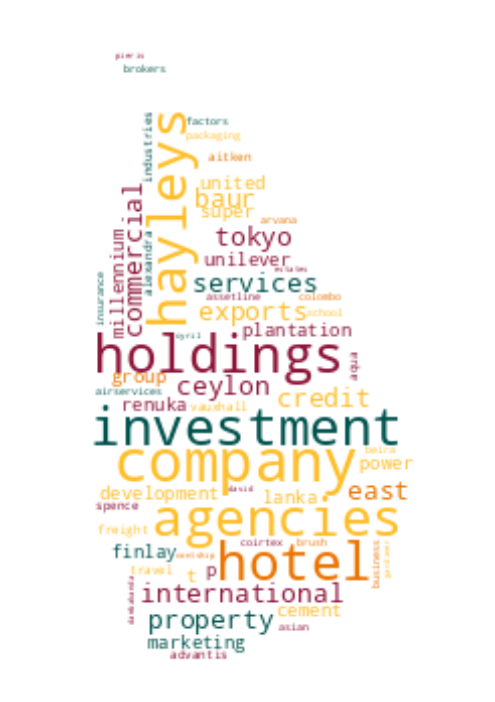 pieris
brokers
industries
hayleys
factors
packaging
aitken
united
baur
super
arvana
commercial
millennium
alexandra
tokyo
unilever
estates
insurance
services
assetline
colombo
exports
school
plantation
cyril
holdings
aqua
group
ceylon
airservices
credit
renuka
vauxhall
investment
company
beira
power
development
david
lanka
east
spence
agencies
freight
coirtex
brush
finlay
hotel
business
travel
t
p
international
property
cement
asian
marketing
advantis